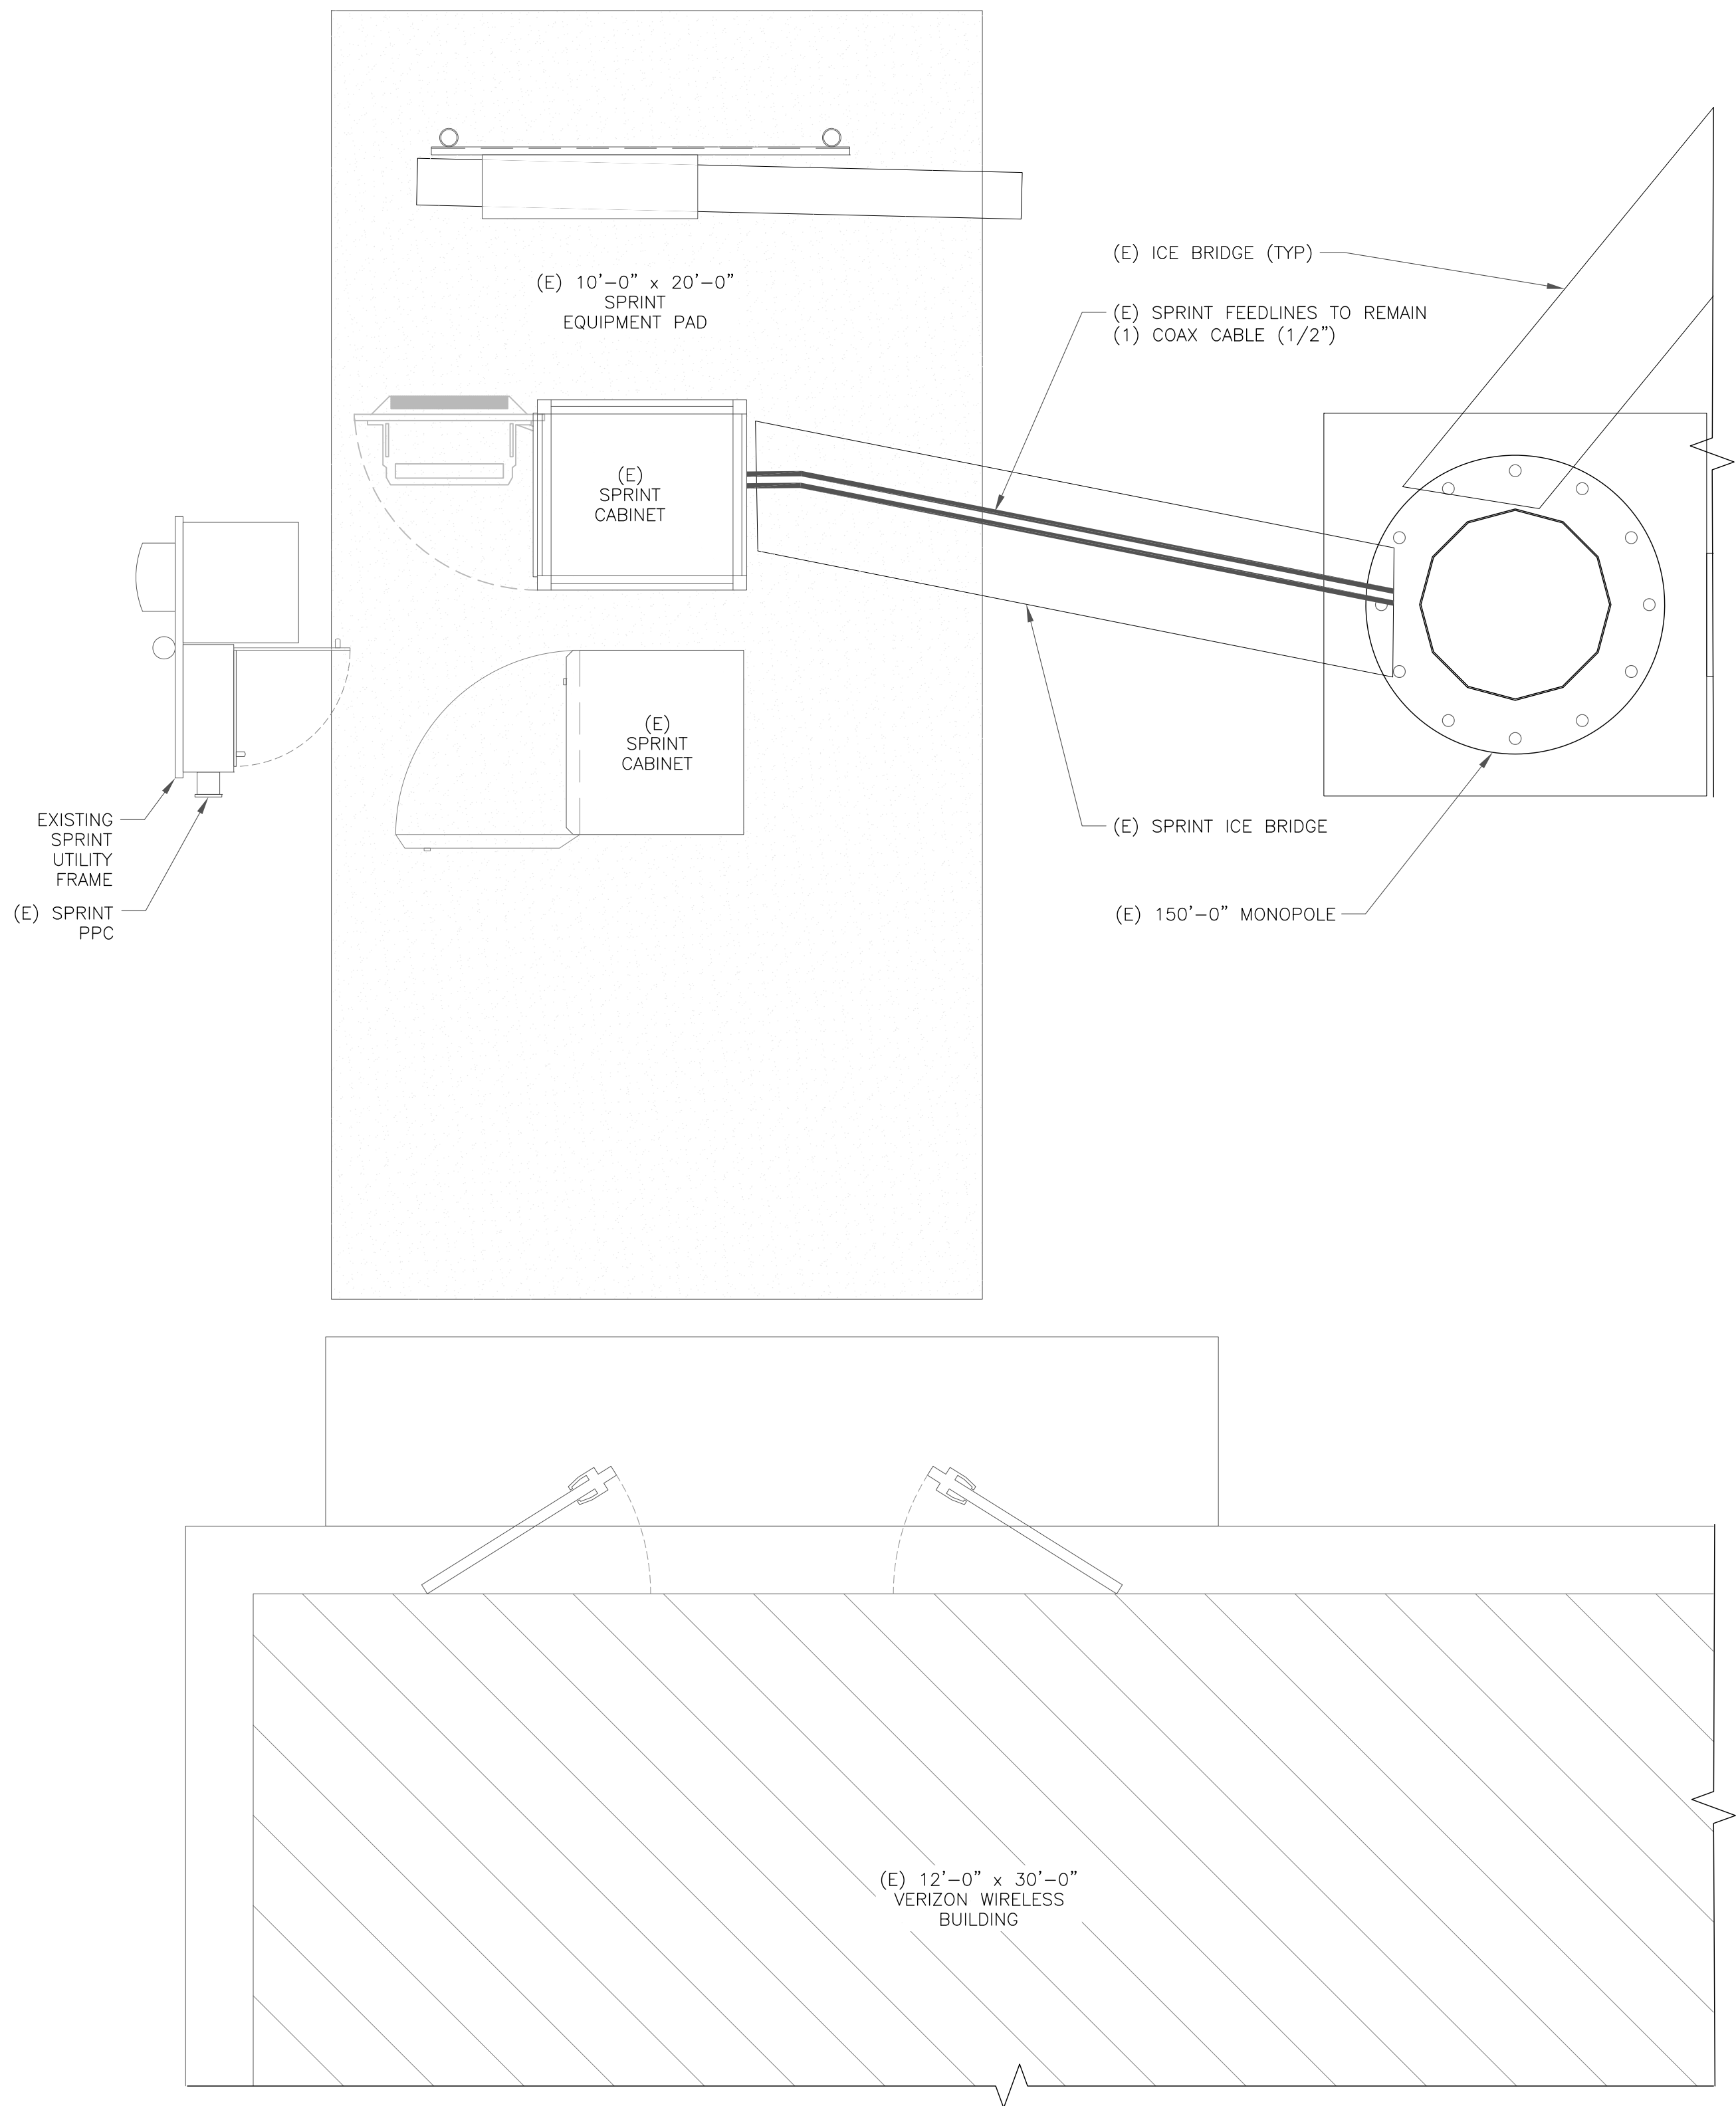 (E) ICE BRIDGE (TYP)
(E) 10'-0" x 20'-0"
SPRINT
EQUIPMENT PAD
(E) SPRINT FEEDLINES TO REMAIN
(1) COAX CABLE (1/2")
(E)
SPRINT
CABINET
(E)
SPRINT
CABINET
EXISTING
SPRINT
UTILITY
FRAME
(E) SPRINT
PPC
(E) SPRINT ICE BRIDGE
(E) 150'-0" MONOPOLE
(E) 12'-0" x 30'-0"
VERIZON WIRELESS
BUILDING